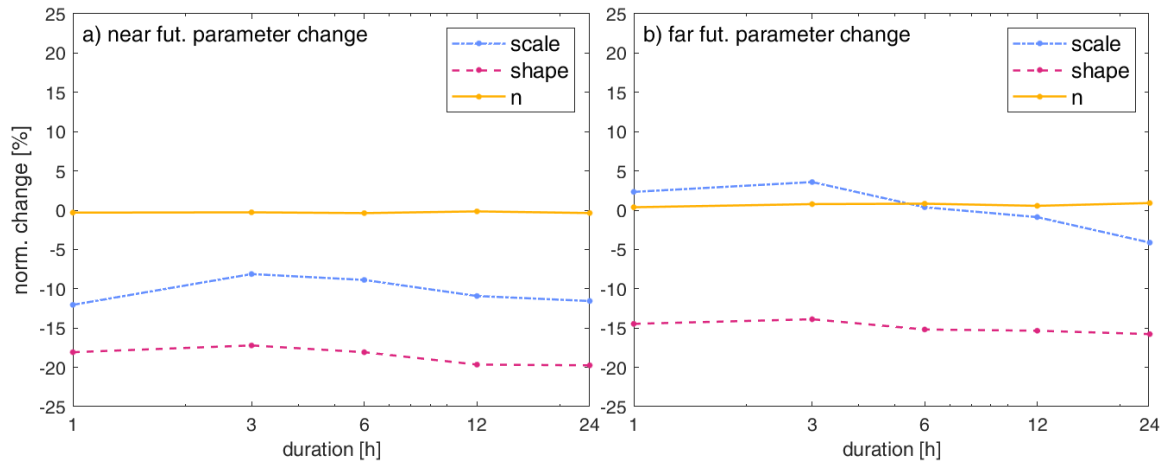 a) near fut. parameter change
scale
shape
n
25
20
15
10
5
0
-5
-10
-15
-20
-25
norm. change [%]
1
3
6
12
24
duration [h]
b) far fut. parameter change
scale
shape
n
25
20
15
10
5
0
-5
-10
-15
-20
-25
1
3
6
12
24
duration [h]